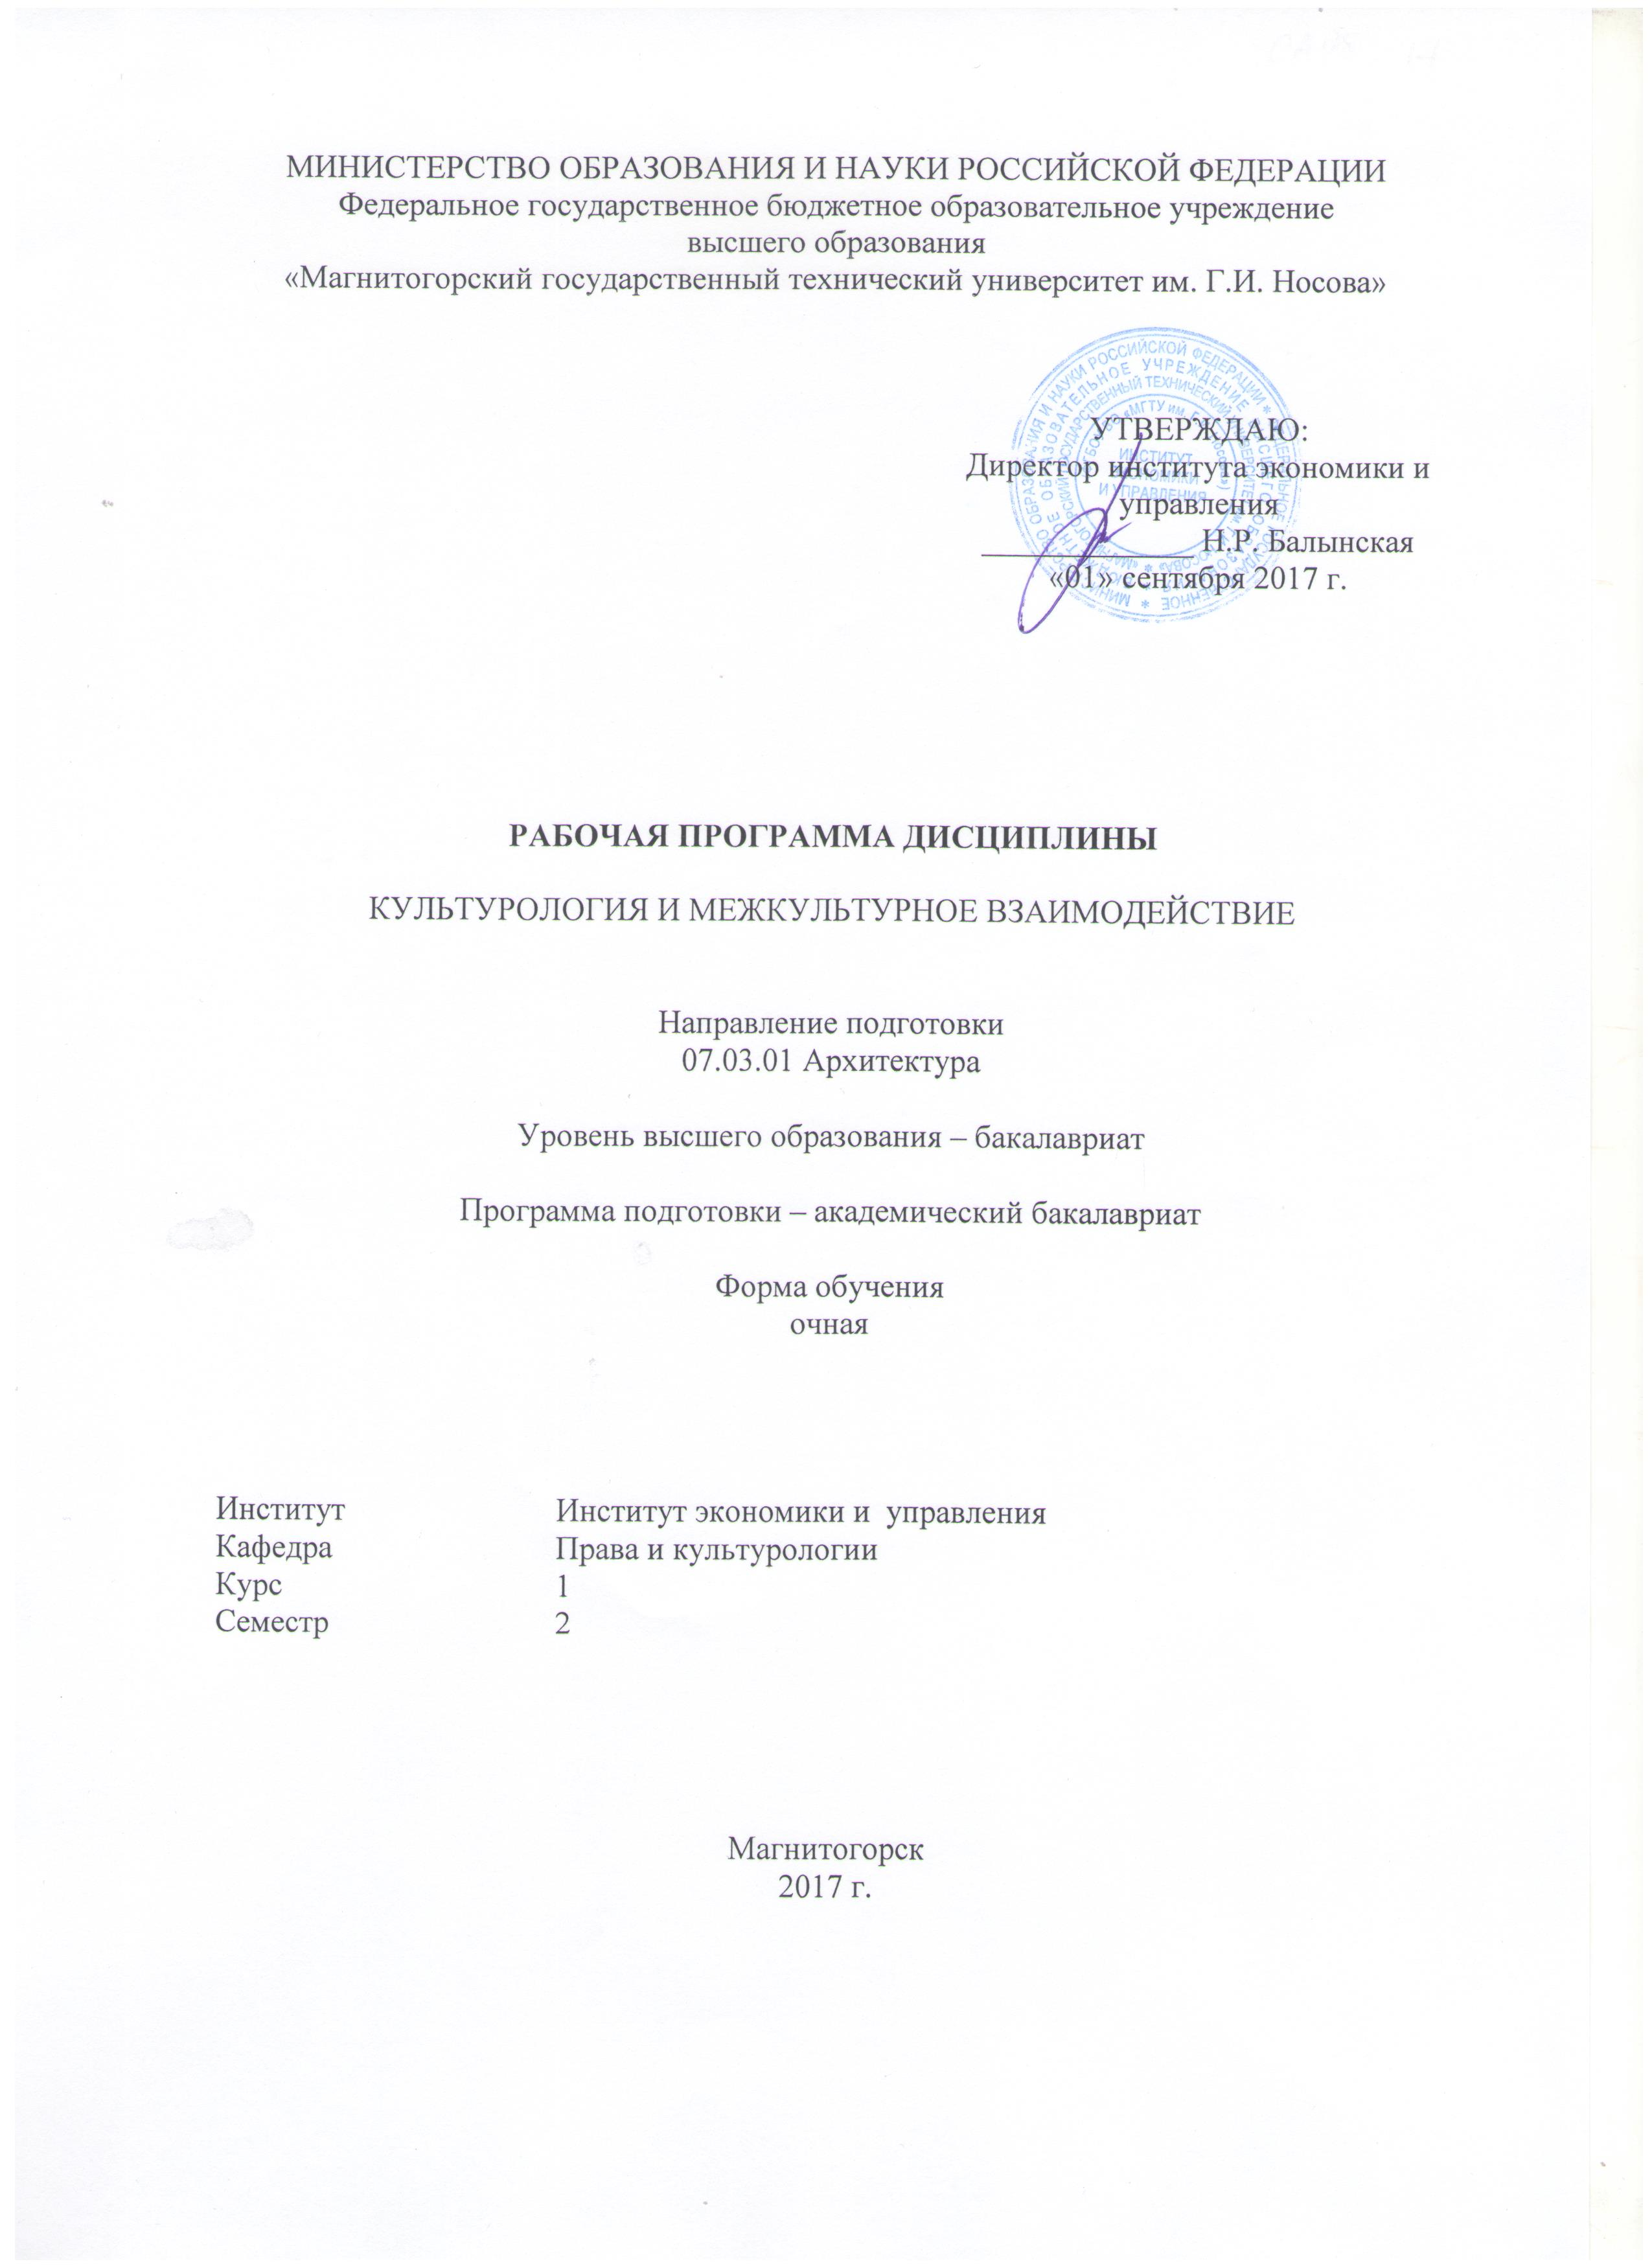 МИНИСТЕРСТВО ОБРАЗОВАНИЯ И НАУКИ РОССИЙСКОЙ ФЕДЕРАЦИИ
Федеральное государственное бюджетное образовательное учреждение
высшего образования
«Магнитогорский государственный технический университет им. Г.И. Носова»
УТВЕРЖДАЮ:
Директор института экономики и
управления
Н.Р. Балынская
«01» сентября 2017 г.
ИНСТИТУТ
ЭКОНОМИКИ
И УПРАВЛЕНИЯ
РАБОЧАЯ ПРОГРАММА ДИСЦИПЛИНЫ
КУЛЬТУРОЛОГИЯ И МЕЖКУЛЬТУРНОЕ ВЗАИМОДЕЙСТВИЕ
Направление подготовки
07.03.01 Архитектура
Уровень высшего образования – бакалавриат
Программа подготовки – академический бакалавриат
Форма обучения
очная
Институт Институт экономики и управления
Кафедра Права и культурологии
Курс 1
Семестр 2
Магнитогорск
2017 г.